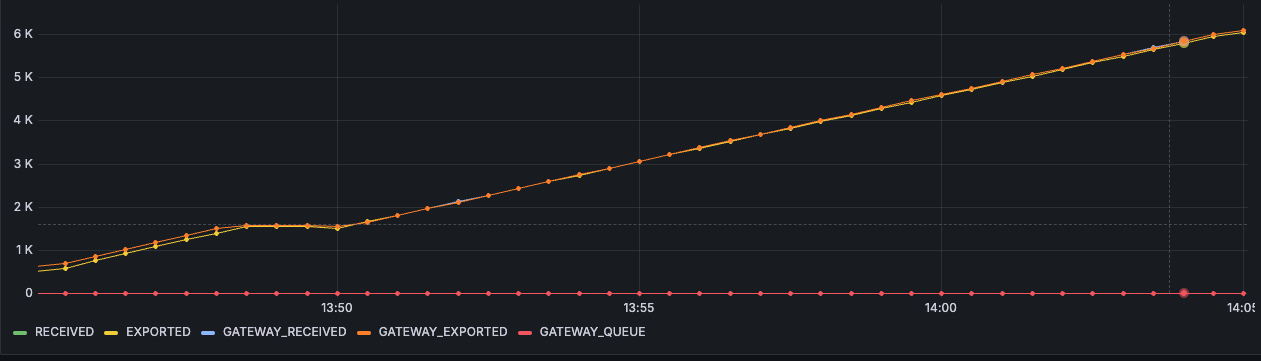 6 K
5 K
4 K
3 K
2 K
1 K
0
13:50 13:55 14:00 14:05
RECEIVED EXPORTED GATEWAY_RECEIVED GATEWAY_EXPORTED GATEWAY_QUEUE